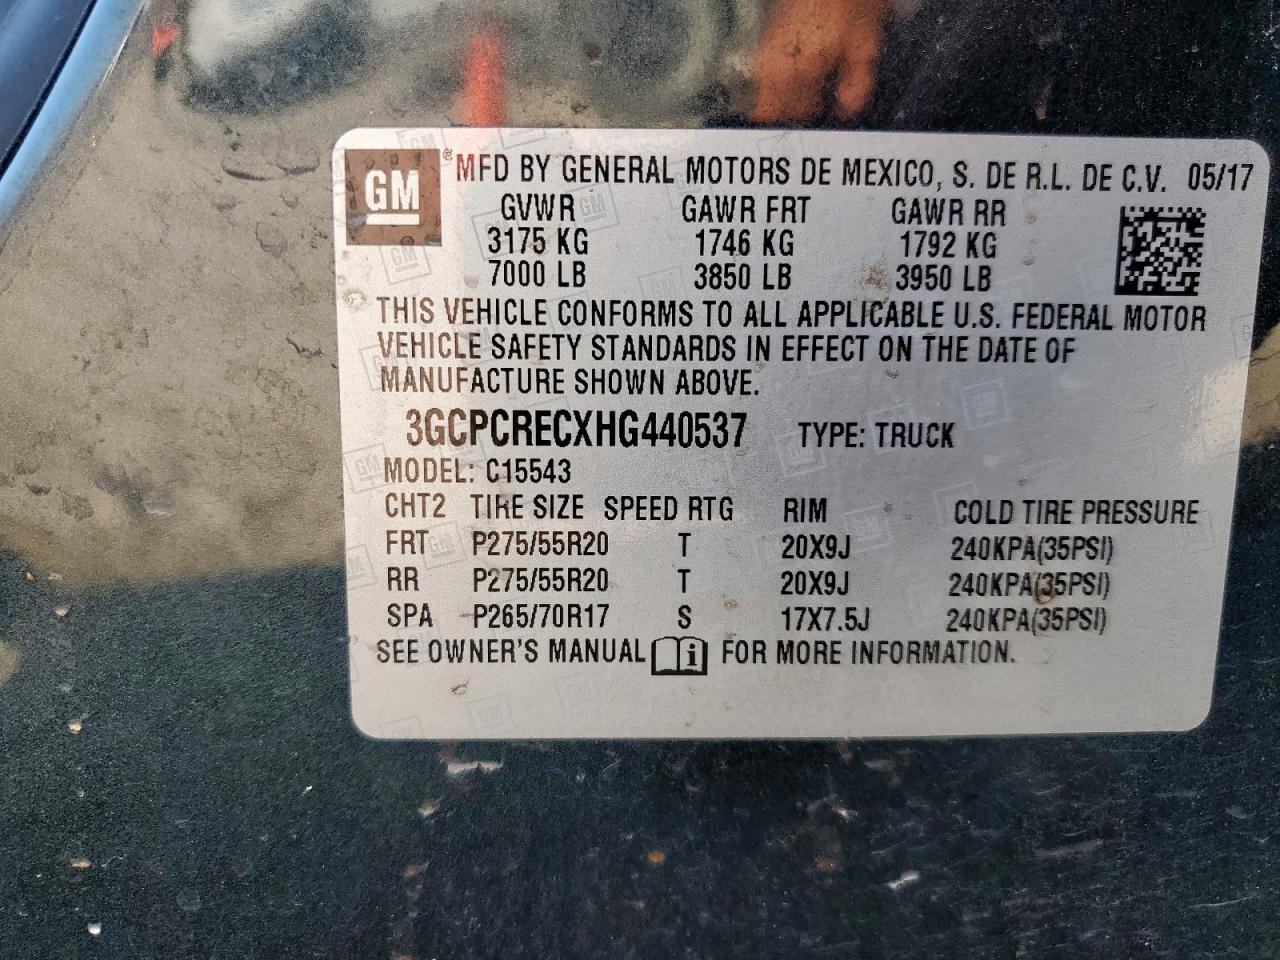 GM ® MFD BY GENERAL MOTORS DE MEXICO, S. DE R.L. DE C.V. 05/17
GVWR GAWR FRT GAWR RR
3175 KG 1746 KG 1792 KG
7000 LB 3850 LB 3950 LB
THIS VEHICLE CONFORMS TO ALL APPLICABLE U.S. FEDERAL MOTOR
VEHICLE SAFETY STANDARDS IN EFFECT ON THE DATE OF
MANUFACTURE SHOWN ABOVE.
3GCPCRECXHG440537 TYPE: TRUCK
MODEL: C15543
CHT2 TIRE SIZE SPEED RTG RIM COLD TIRE PRESSURE
FRT P275/55R20 T 20X9J 240KPA(35PSI)
RR P275/55R20 T 20X9J 240KPA(35PSI)
SPA P265/70R17 S 17X7.5J 240KPA(35PSI)
SEE OWNER'S MANUAL i FOR MORE INFORMATION.